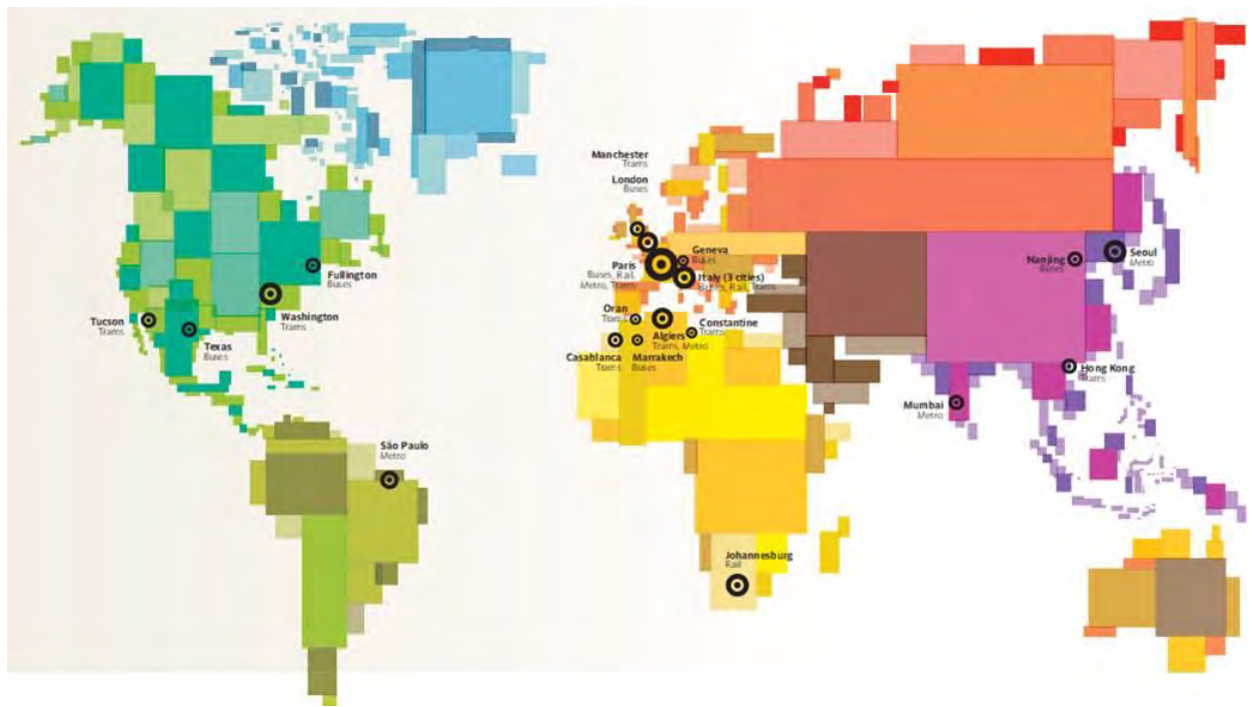 Manchester
Trams
London
Buses
Paris
Buses, Rail,
Metro, Trams
Geneva
Buses
Italy (3 cities)
Buses, Rail, Trams
Nanjing
Buses
Seoul
Metro
Fullington
Buses
Washington
Trams
Tucson
Trams
Texas
Buses
Oran
Trams
Algiers
Trams, Metro
Constantine
Trams
Casablanca
Trams
Marrakech
Buses
Hong Kong
Trams
Mumbai
Metro
São Paulo
Metro
Johannesburg
Rail